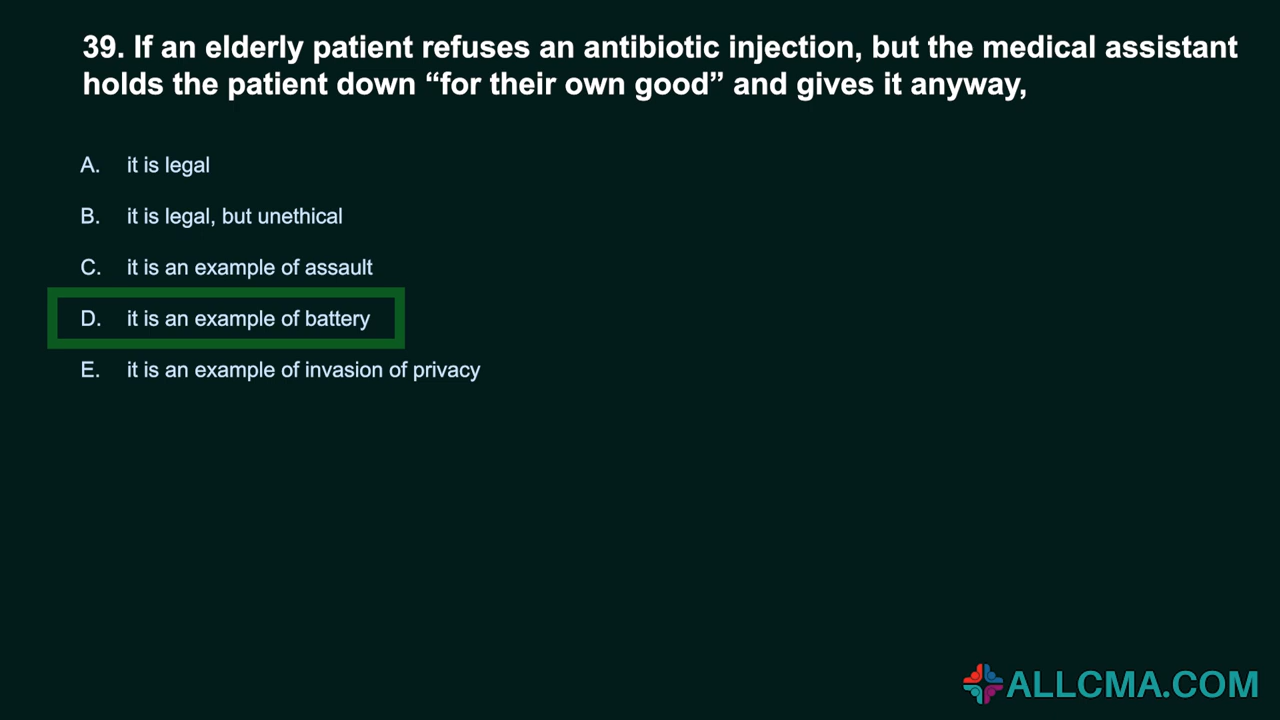 39. If an elderly patient refuses an antibiotic injection, but the medical assistant
holds the patient down “for their own good” and gives it anyway,
A. it is legal
B. it is legal, but unethical
C. it is an example of assault
D. it is an example of battery
E. it is an example of invasion of privacy
ALLCMA.COM